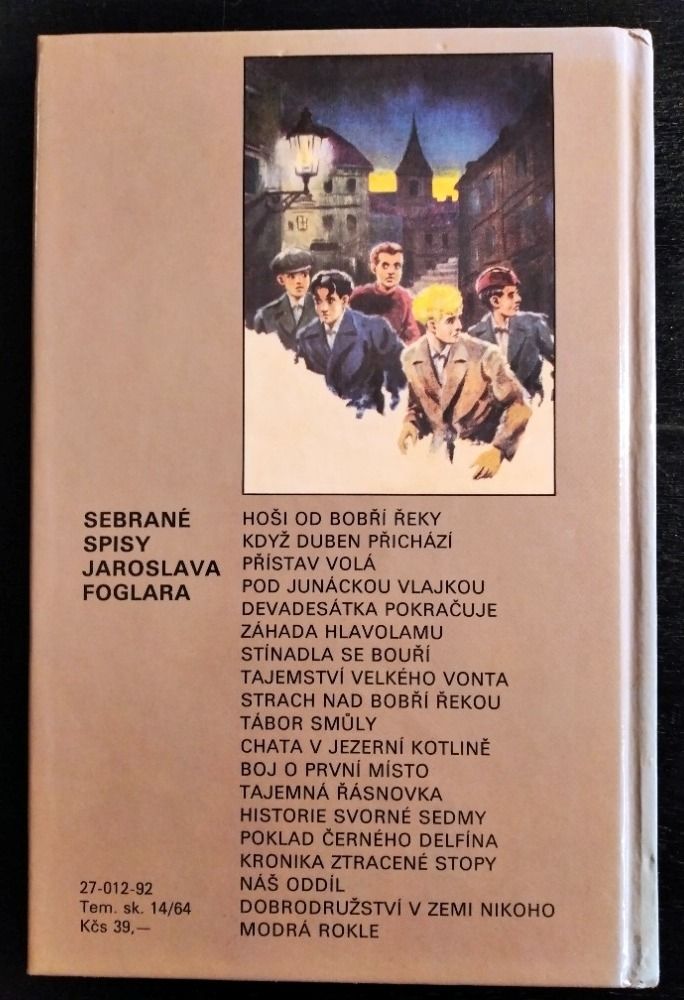 SEBRANÉ
SPISY
JAROSLAVA
FOGLARA
HOŠI OD BOBŘÍ ŘEKY
KDYŽ DUBEN PŘICHÁZÍ
PŘÍSTAV VOLÁ
POD JUNÁCKOU VLAJKOU
DEVADESÁTKA POKRAČUJE
ZÁHADA HLAVOLAMU
STÍNADLA SE BOUŘÍ
TAJEMSTVÍ VELKÉHO VONTA
STRACH NAD BOBŘÍ ŘEKOU
TÁBOR SMŮLY
CHATA V JEZERNÍ KOTLINĚ
BOJ O PRVNÍ MÍSTO
TAJEMNÁ ŘÁSNOVKA
HISTORIE SVORNÉ SEDMY
POKLAD ČERNÉHO DELFÍNA
KRONIKA ZTRACENÉ STOPY
NÁŠ ODDÍL
DOBRODRUŽSTVÍ V ZEMI NIKOHO
MODRÁ ROKLE
27-012-92
Tem. sk. 14/64
Kčs 39,—